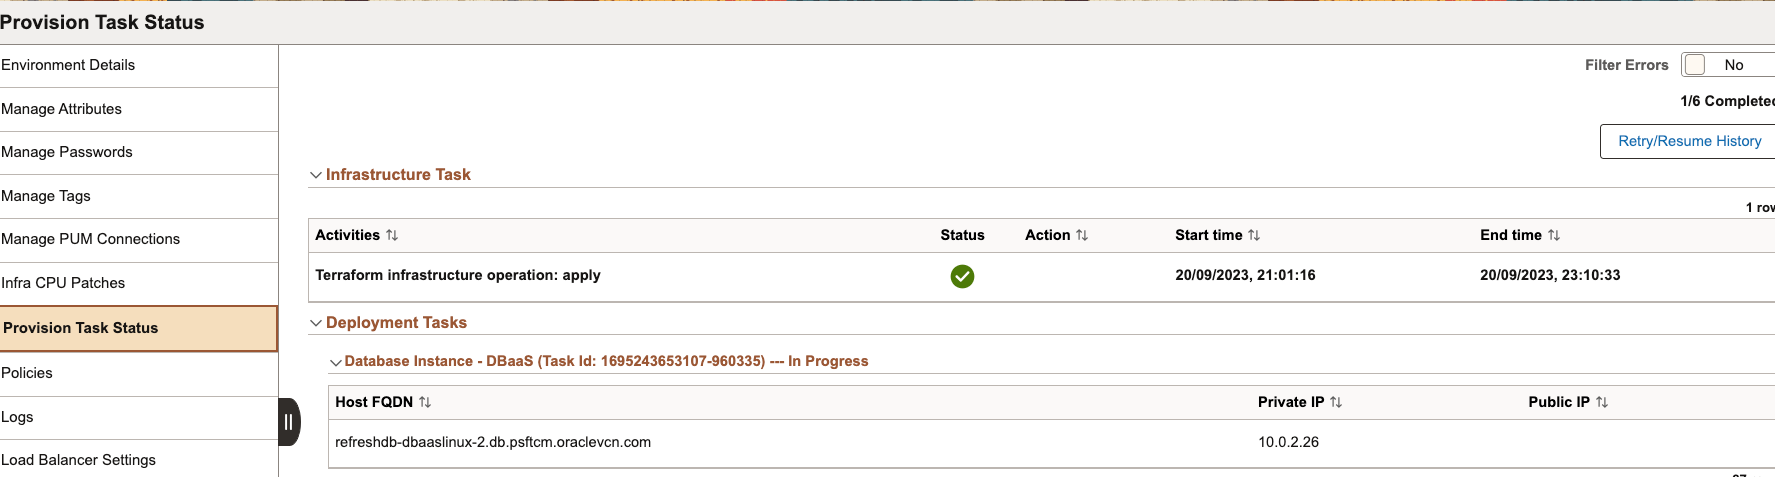 Provision Task Status
Environment Details
Manage Attributes
Manage Passwords
Manage Tags
Manage PUM Connections
Infra CPU Patches
Provision Task Status
Policies
Logs
Load Balancer Settings
Filter Errors No
1/6 Completed
Retry/Resume History
Infrastructure Task
1 row
Activities Status Action Start time End time
Terraform infrastructure operation: apply 20/09/2023, 21:01:16 20/09/2023, 23:10:33
Deployment Tasks
Database Instance - DBaaS (Task Id: 1695243653107-960335) --- In Progress
Host FQDN Private IP Public IP
refreshdb-dbaaslinux-2.db.psftcm.oraclevcn.com 10.0.2.26